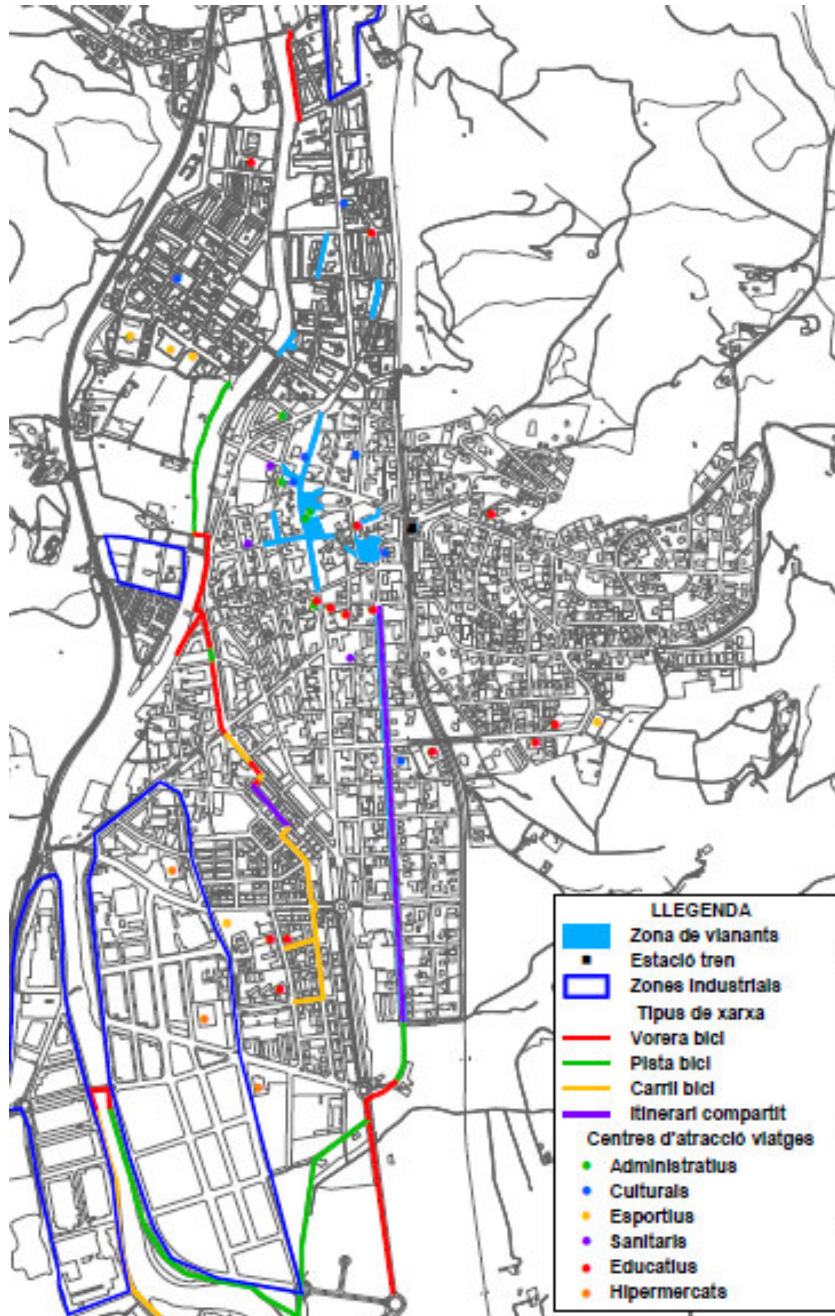 LLEGENDA
Zona de vianants
Estació tren
Zones industrials
Tipus de xarxa
Vorera bici
Pista bici
Carril bici
Itinerari compartit
Centres d'atracció viatges
Administratius
Culturals
Esportius
Sanitaris
Educatius
Hipermercats